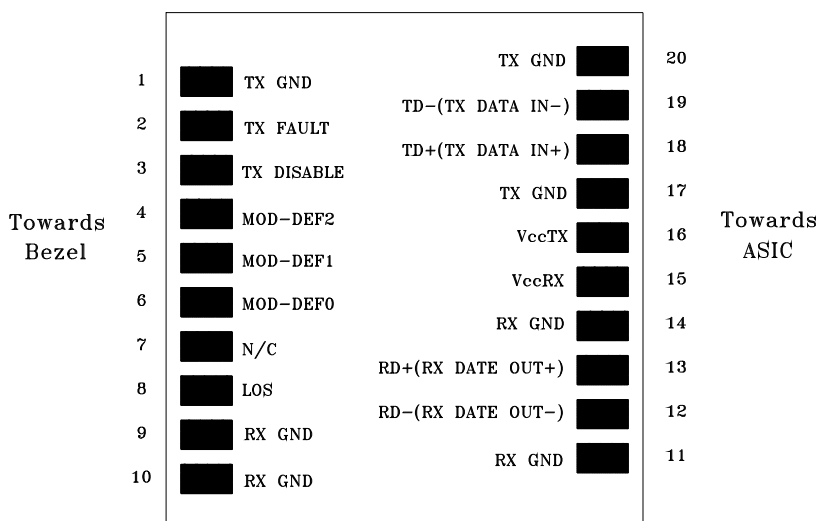 Towards
Bezel
1 TX GND
2 TX FAULT
3 TX DISABLE
4 MOD-DEF2
5 MOD-DEF1
6 MOD-DEF0
7 N/C
8 LOS
9 RX GND
10 RX GND
TX GND 20
TD-(TX DATA IN-) 19
TD+(TX DATA IN+) 18
TX GND 17
VccTX 16
VccRX 15
RX GND 14
RD+(RX DATE OUT+) 13
RD-(RX DATE OUT-) 12
RX GND 11
Towards
ASIC